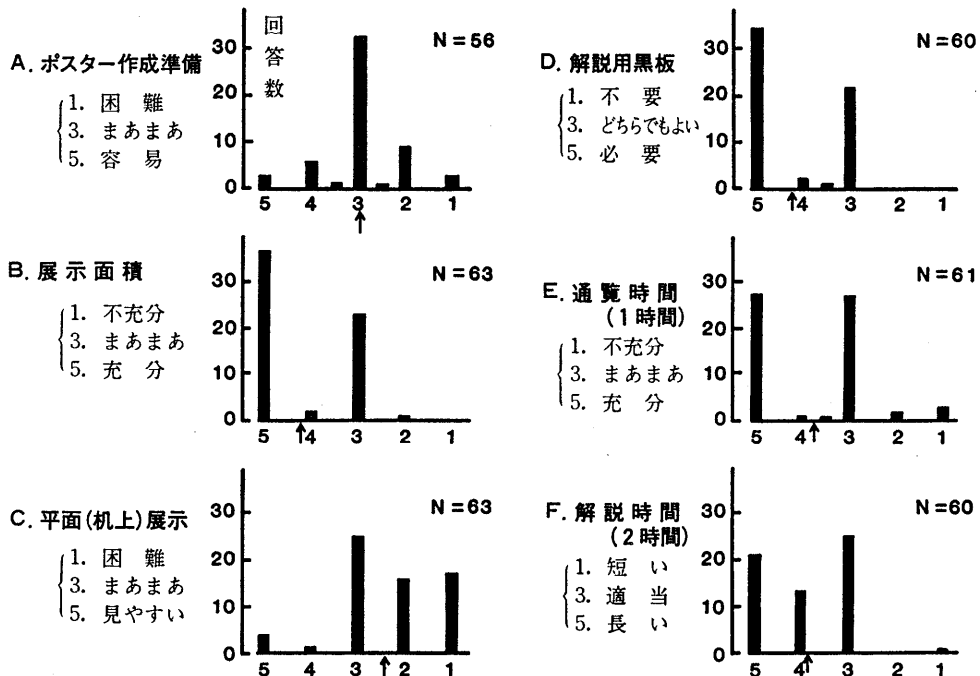 A. ポスター作成準備
1. 困 難
3. まあまあ
5. 容 易
回答数
N=56
30
20
10
0
5 4 3 2 1
B. 展示面積
1. 不充分
3. まあまあ
5. 充 分
N=63
30
20
10
0
5 4 3 2 1
C. 平面(机上)展示
1. 困 難
3. まあまあ
5. 見やすい
N=63
30
20
10
0
5 4 3 2 1
D. 解説用黒板
1. 不 要
3. どちらでもよい
5. 必 要
N=60
30
20
10
0
5 4 3 2 1
E. 通覧時間
(1時間)
1. 不充分
3. まあまあ
5. 充 分
N=61
30
20
10
0
5 4 3 2 1
F. 解説時間
(2時間)
1. 短 い
3. 適 当
5. 長 い
N=60
30
20
10
0
5 4 3 2 1